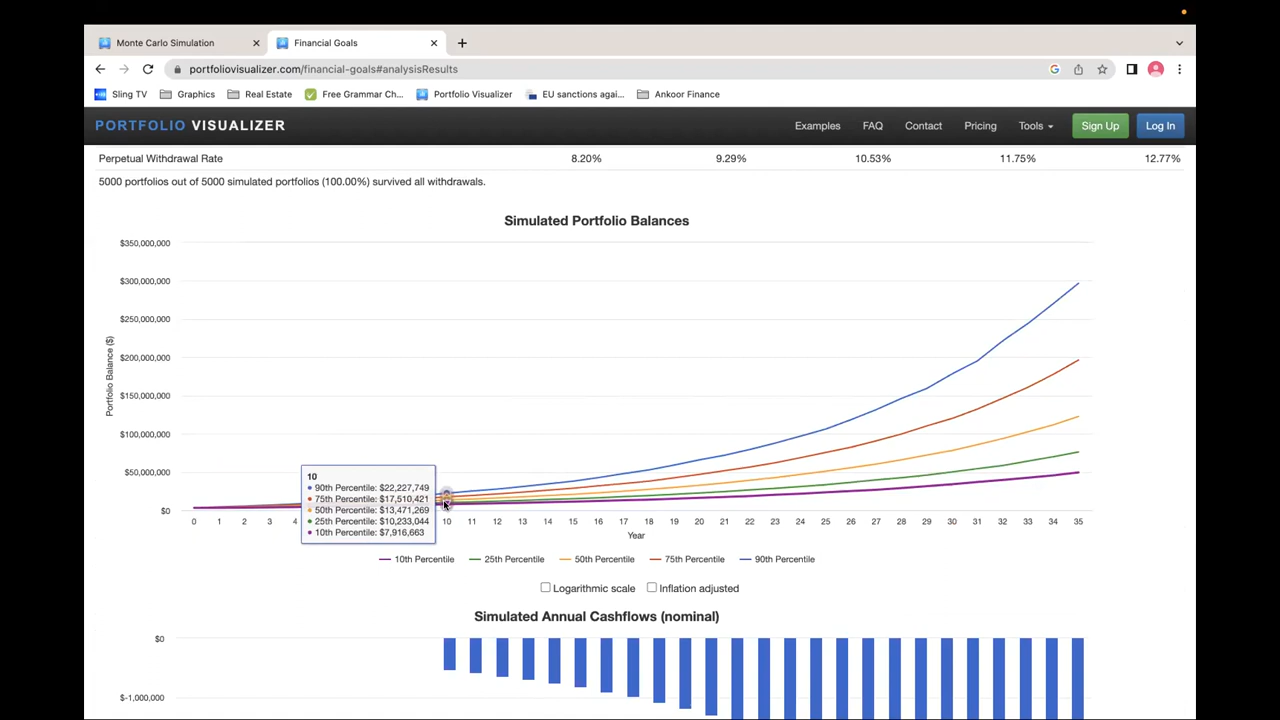 Monte Carlo Simulation
Financial Goals
portfoliovisualizer.com/financial-goals#analysisResults
Sling TV Graphics Real Estate Free Grammar Ch... Portfolio Visualizer EU sanctions agai... Ankoor Finance
PORTFOLIO VISUALIZER Examples FAQ Contact Pricing Tools Sign Up Log In
Perpetual Withdrawal Rate 8.20% 9.29% 10.53% 11.75% 12.77%
5000 portfolios out of 5000 simulated portfolios (100.00%) survived all withdrawals.
Simulated Portfolio Balances
$350,000,000
$300,000,000
$250,000,000
$200,000,000
$150,000,000
$100,000,000
$50,000,000
$0
Portfolio Balance ($)
10
90th Percentile: $22,227,749
75th Percentile: $17,510,421
50th Percentile: $13,471,269
25th Percentile: $10,233,044
10th Percentile: $7,916,663
0 1 2 3 4 10 11 12 13 14 15 16 17 18 19 20 21 22 23 24 25 26 27 28 29 30 31 32 33 34 35
Year
10th Percentile 25th Percentile 50th Percentile 75th Percentile 90th Percentile
Logarithmic scale Inflation adjusted
Simulated Annual Cashflows (nominal)
$0
$-1,000,000